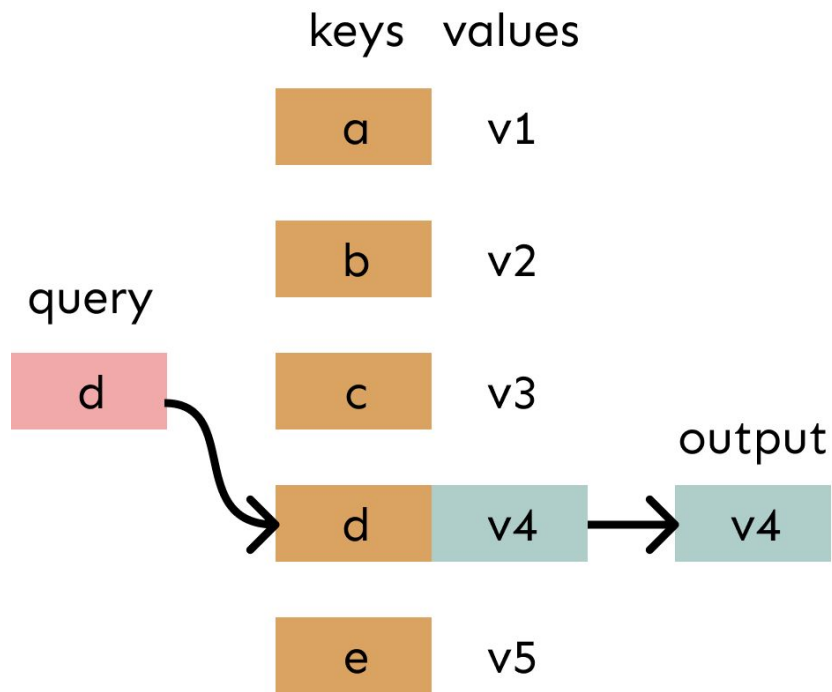 keys values
a v1
b v2
query
d
c v3
output
d v4 v4
e v5